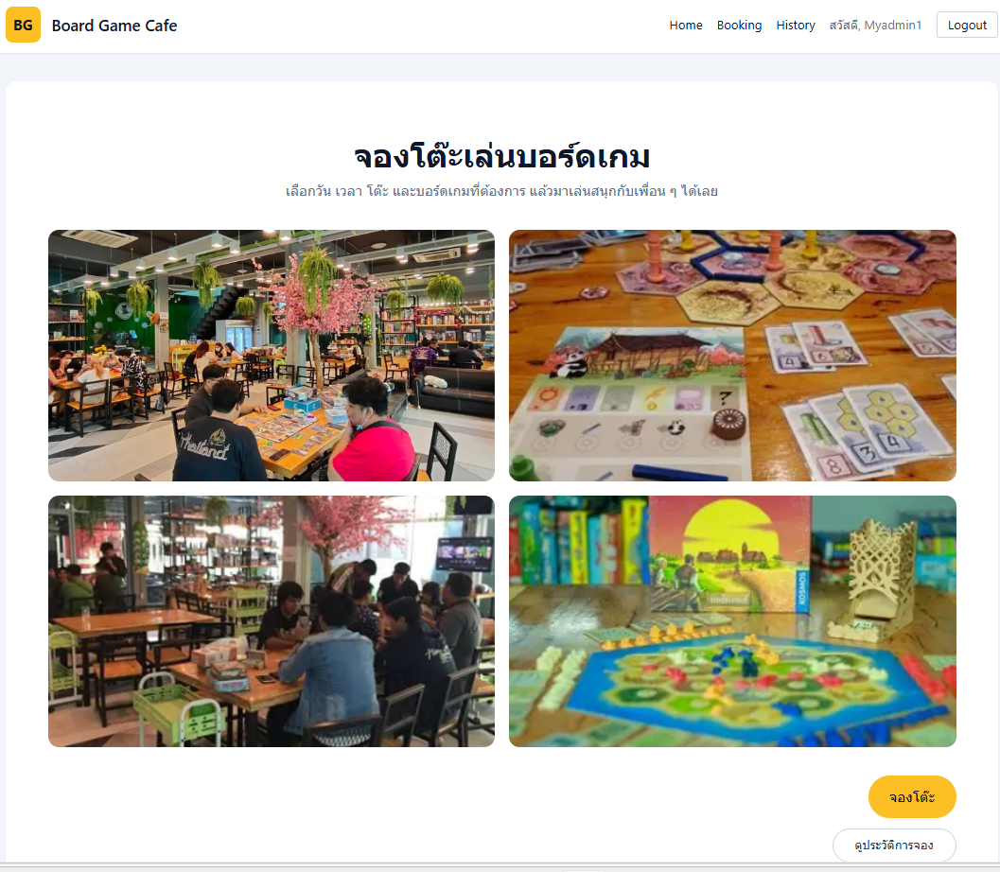 BG
Board Game Cafe
Home
Booking
History
สวัสดี, Myadmin1
Logout
จองโต๊ะเล่นบอร์ดเกม
เลือกวัน เวลา โต๊ะ และบอร์ดเกมที่ต้องการ แล้วมาเล่นสนุกกับเพื่อน ๆ ได้เลย
Thailand
4
6
?
8
3
4
KOSMOS
จองโต๊ะ
ดูประวัติการจอง